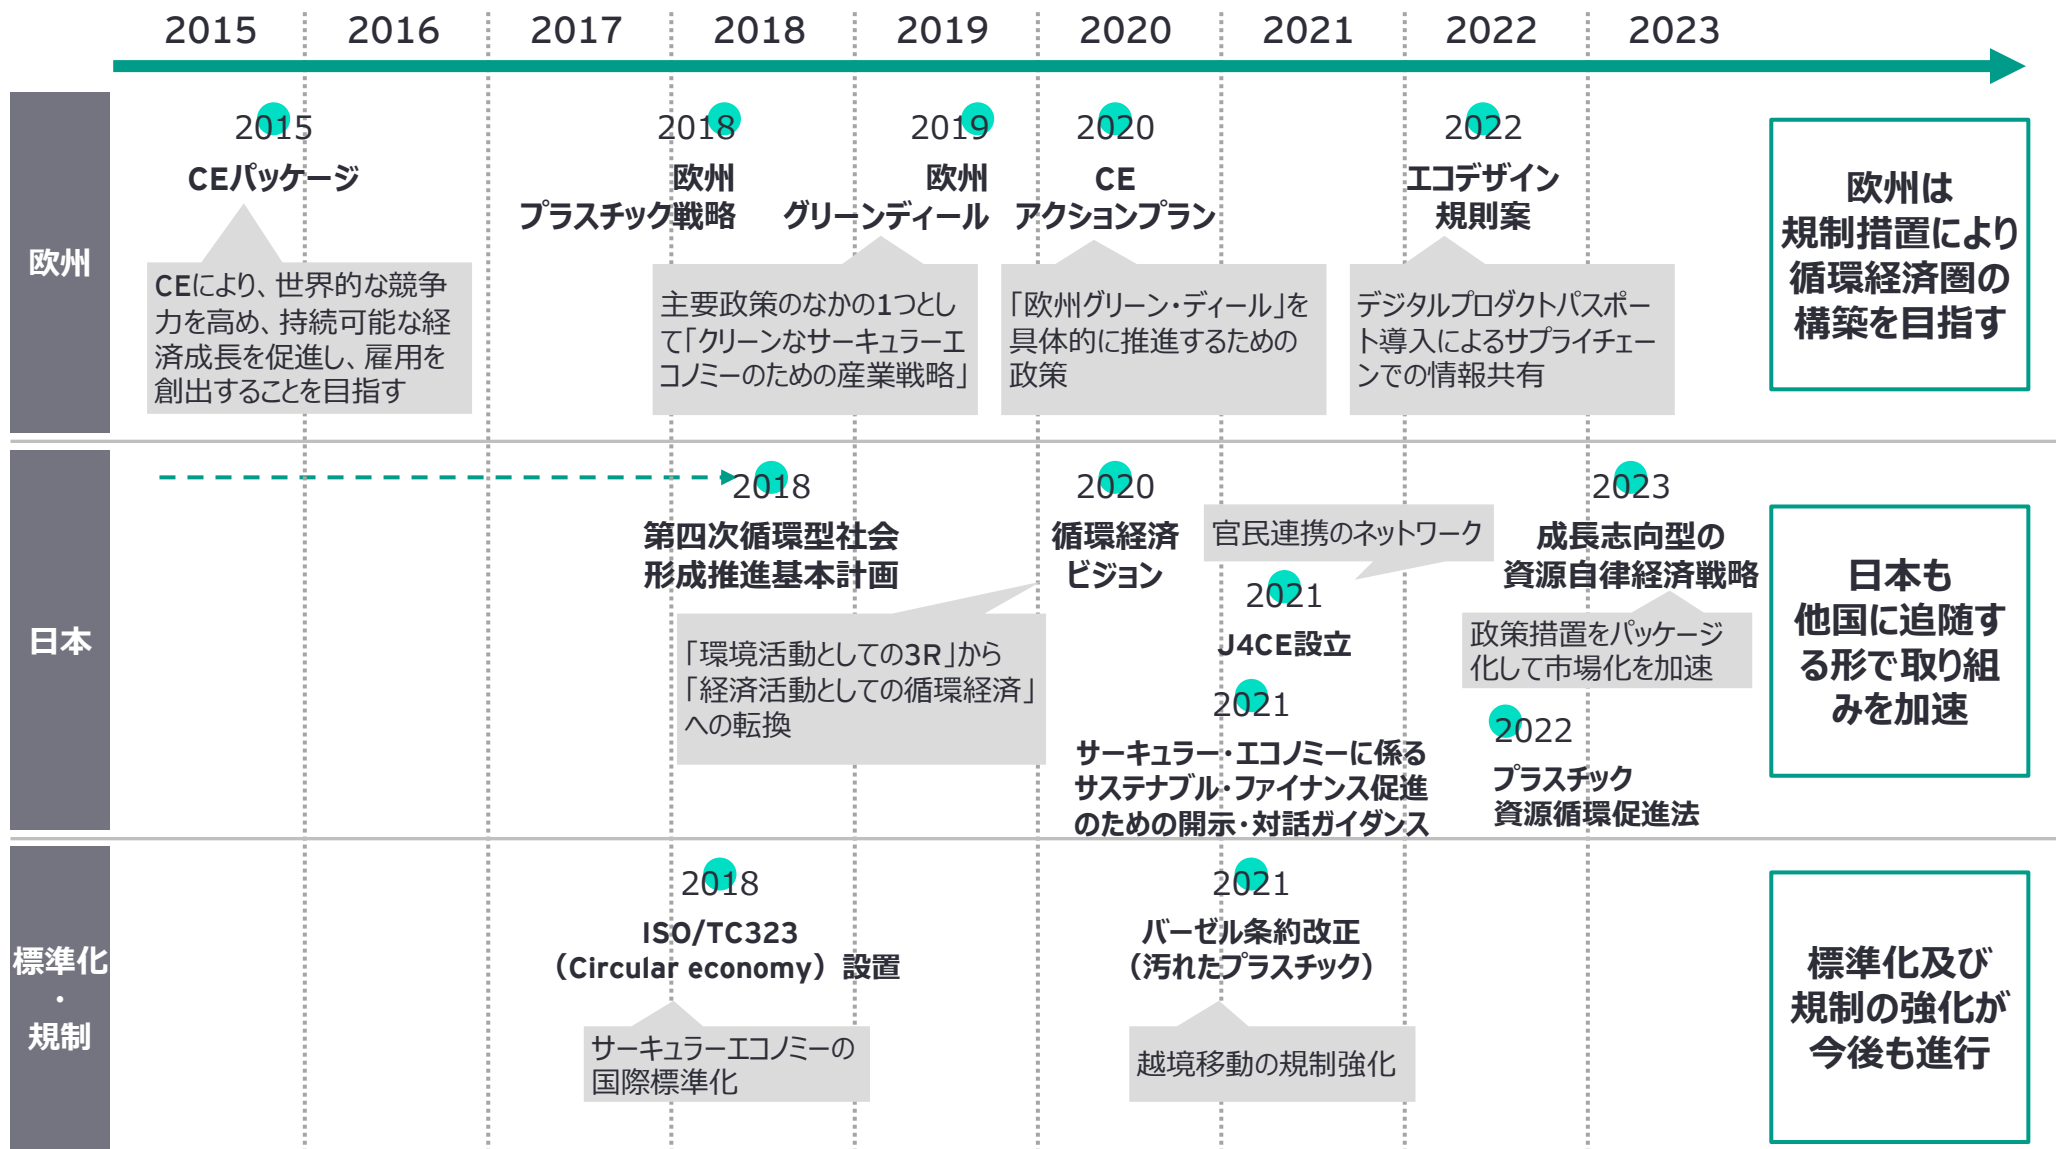 2015 2016 2017 2018 2019 2020 2021 2022 2023
欧州
2015
CEパッケージ
CEにより、世界的な競争
力を高め、持続可能な経
済成長を促進し、雇用を
創出することを目指す
2018
欧州
プラスチック戦略
2019
欧州
グリーンディール
主要政策のなかの1つとし
て「クリーンなサーキュラーエ
コノミーのための産業戦略」
2020
CE
アクションプラン
「欧州グリーン・ディール」を
具体的に推進するための
政策
2022
エコデザイン
規則案
デジタルプロダクトパスポー
ト導入によるサプライチェー
ンでの情報共有
欧州は
規制措置により
循環経済圏の
構築を目指す
日本
2018
第四次循環型社会
形成推進基本計画
2020
循環経済
ビジョン
「環境活動としての3R」から
「経済活動としての循環経済」
への転換
官民連携のネットワーク
2021
J4CE設立
2021
サーキュラー・エコノミーに係る
サステナブル・ファイナンス促進
のための開示・対話ガイダンス
2023
成長志向型の
資源自律経済戦略
政策措置をパッケージ
化して市場化を加速
2022
プラスチック
資源循環促進法
日本も
他国に追随す
る形で取り組
みを加速
標準化
・
規制
2018
ISO/TC323
（Circular economy）設置
サーキュラーエコノミーの
国際標準化
2021
バーゼル条約改正
（汚れたプラスチック）
越境移動の規制強化
標準化及び
規制の強化が
今後も進行